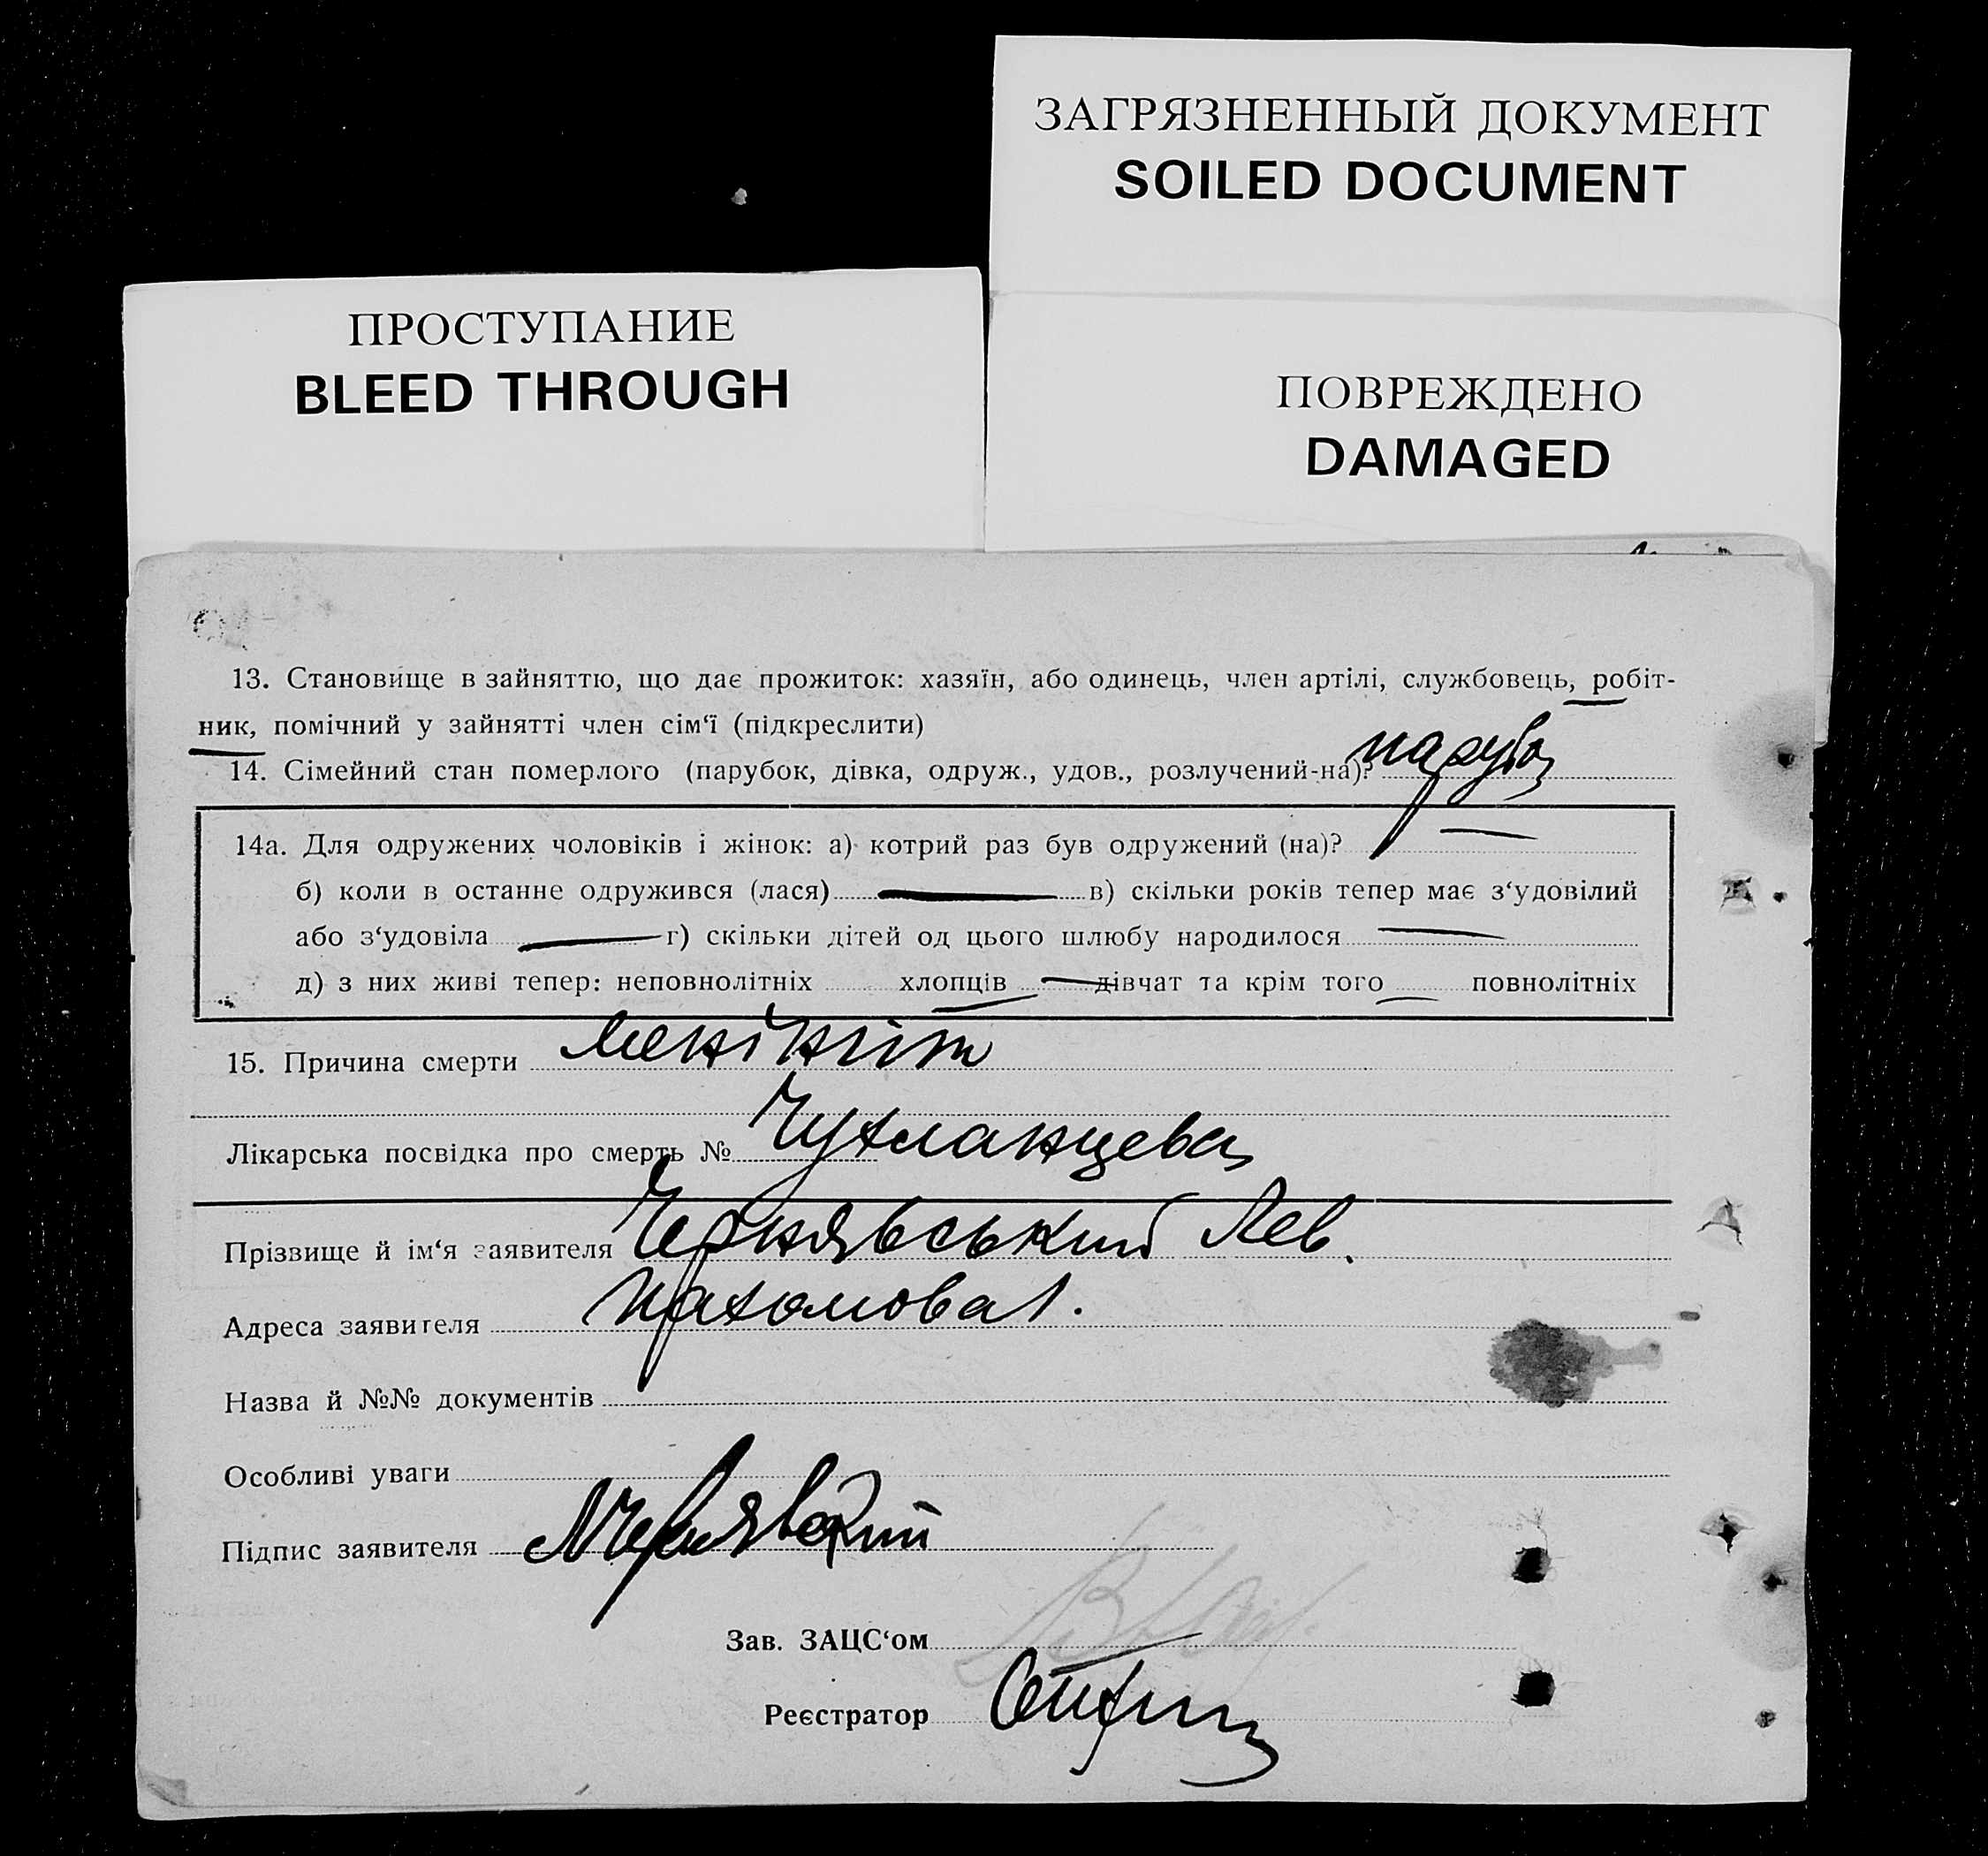 ЗАГРЯЗНЕННЫЙ ДОКУМЕНТ
SOILED DOCUMENT
ПРОСТУПАНИЕ
BLEED THROUGH
ПОВРЕЖДЕНО
DAMAGED
13. Становище в зайняттю, що дає прожиток: хазяїн, або одинець, член артілі, службовець, робіт-
ник, помічний у зайнятті член сім‘ї (підкреслити)
14. Сімейний стан померлого (парубок, дівка, одруж., удов., розлучений-на)?
14а. Для одружених чоловіків і жінок: а) котрий раз був одружений (на)?
б) коли в останне одружився (лася) в) скільки років тепер має з‘удовілий
або з‘удовіла г) скільки дітей од цього шлюбу народилося
д) з них живі тепер: неповнолітніх хлопців дівчат та крім того повнолітніх
15. Причина смерти менінгіт
Лікарська посвідка про смерть № Чухланцева
Прізвище й ім‘я заявителя Чернявський Лев.
Адреса заявителя Пахомова 1.
Назва й №№ документів
Особливі уваги
Підпис заявителя ЛЧернявский
Зав. ЗАЦС‘ом
Реєстратор